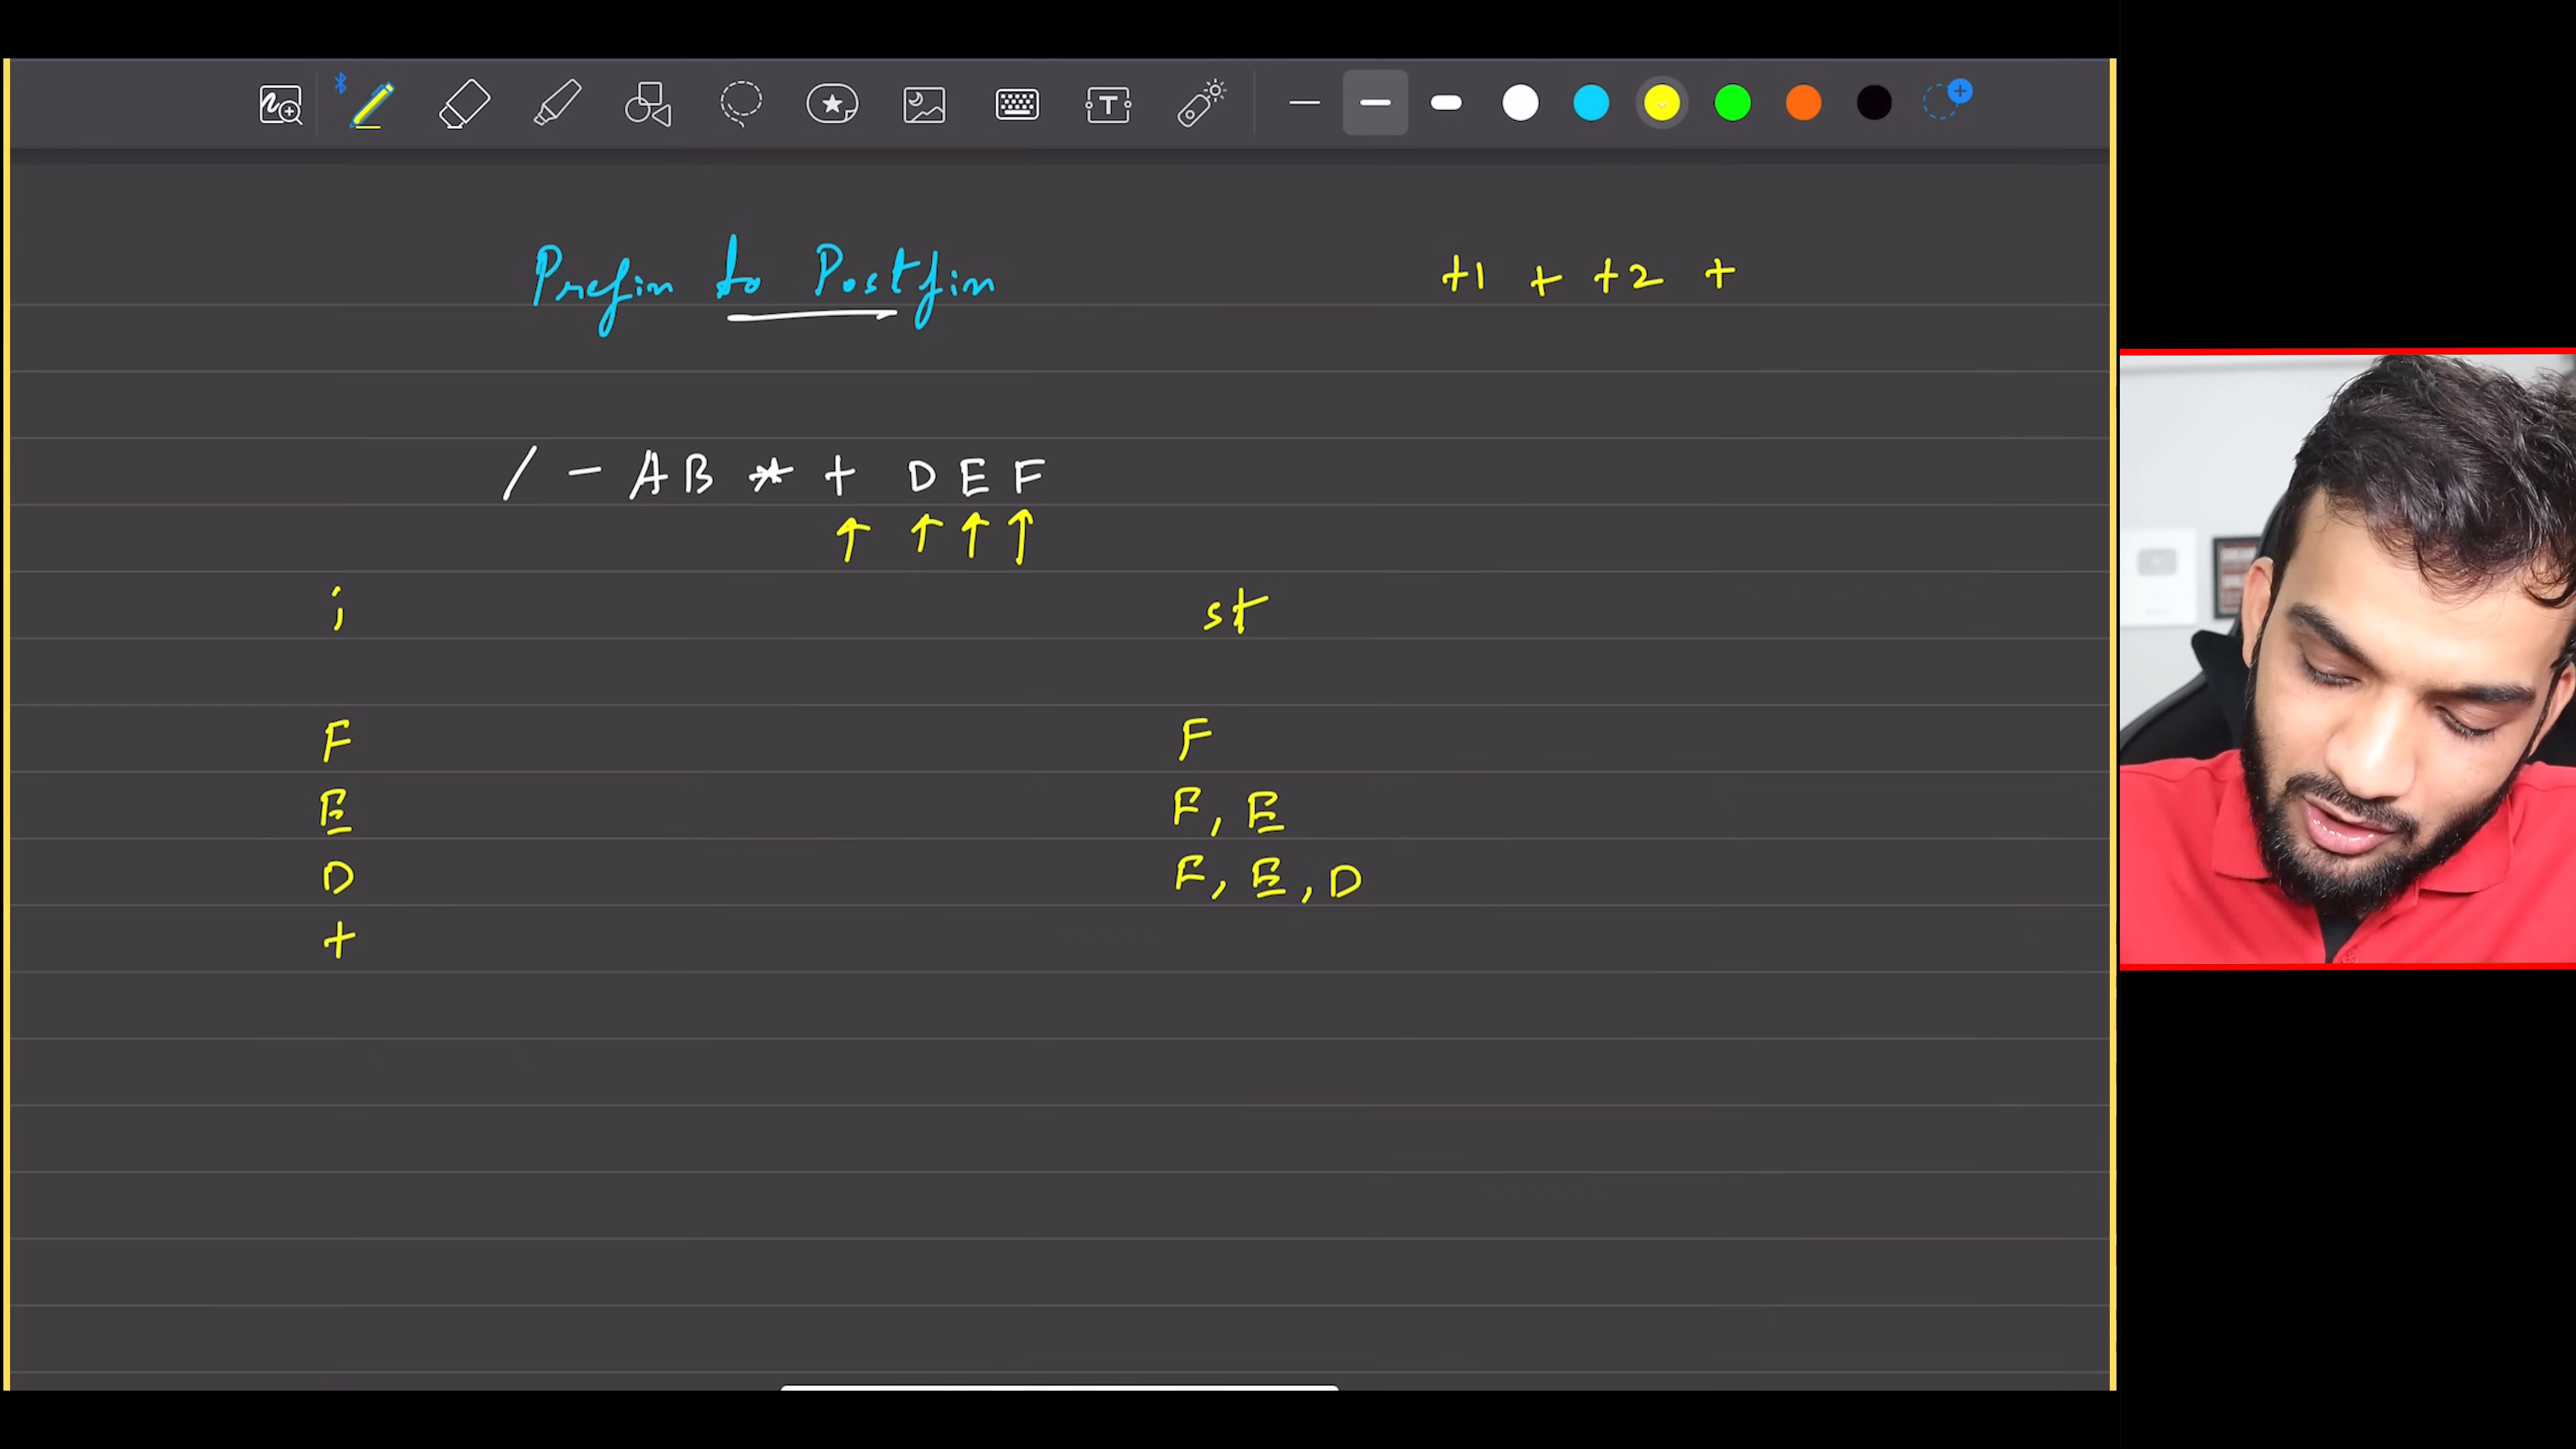 Prefix to Postfix
t1 + t2 +
/ - A B * + D E F
↑ ↑ ↑ ↑
i st
F F
E F, E
D F, E, D
+